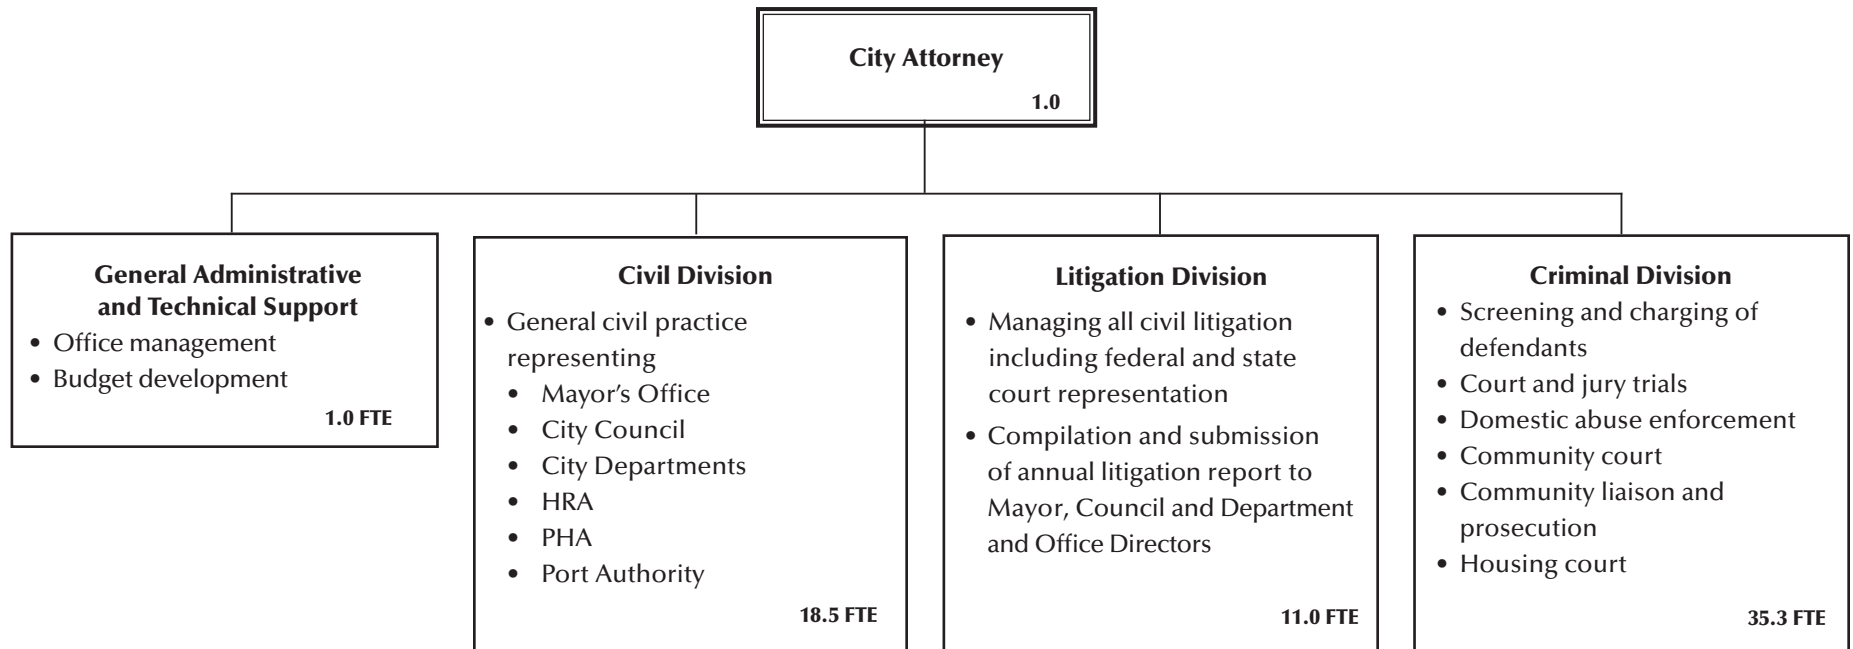 City Attorney
1.0
General Administrative
and Technical Support
• Office management
• Budget development
1.0 FTE
Civil Division
• General civil practice
representing
• Mayor’s Office
• City Council
• City Departments
• HRA
• PHA
• Port Authority
18.5 FTE
Litigation Division
• Managing all civil litigation
including federal and state
court representation
• Compilation and submission
of annual litigation report to
Mayor, Council and Department
and Office Directors
11.0 FTE
Criminal Division
• Screening and charging of
defendants
• Court and jury trials
• Domestic abuse enforcement
• Community court
• Community liaison and
prosecution
• Housing court
35.3 FTE